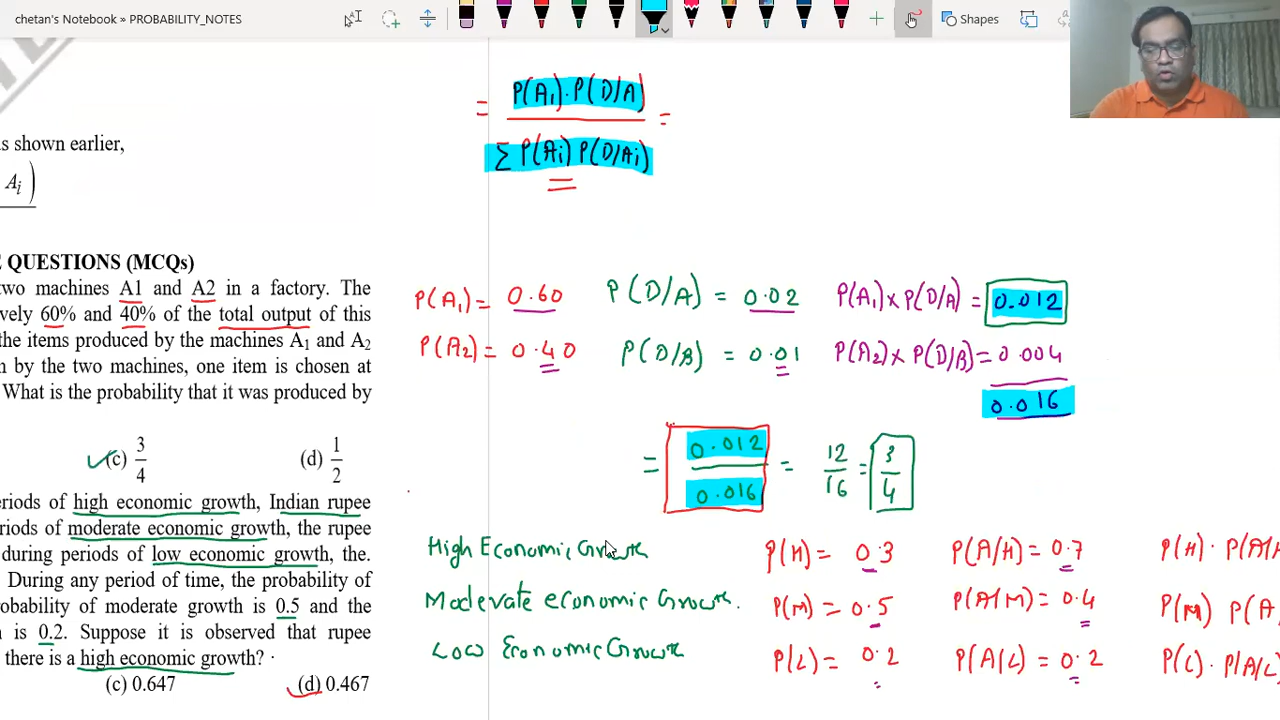 chetan's Notebook » PROBABILITY_NOTES
Shapes
= P(A₁)·P(D/A) =
Σ P(Ai) P(D/Ai)
s shown earlier,
Aᵢ )
E QUESTIONS (MCQs)
two machines A1 and A2 in a factory. The
vely 60% and 40% of the total output of this
the items produced by the machines A₁ and A₂
n by the two machines, one item is chosen at
What is the probability that it was produced by
(c) 3/4 (d) 1/2
eriods of high economic growth, Indian rupee
riods of moderate economic growth, the rupee
during periods of low economic growth, the.
During any period of time, the probability of
obability of moderate growth is 0.5 and the
n is 0.2. Suppose it is observed that rupee
there is a high economic growth?
(c) 0.647 (d) 0.467
P(A₁) = 0.60 P(D/A) = 0.02 P(A₁) x P(D/A) = 0.012
P(A₂) = 0.40 P(D/B) = 0.01 P(A₂) x P(D/B) = 0.004
0.016
= 0.012/0.016 = 12/16 = 3/4
High Economic Growth P(H) = 0.3 P(A/H) = 0.7 P(H) · P(A/H
Moderate economic Growth. P(M) = 0.5 P(A/M) = 0.4 P(M) P(A
Low Economic Growth P(L) = 0.2 P(A/L) = 0.2 P(L) · P(A/L)